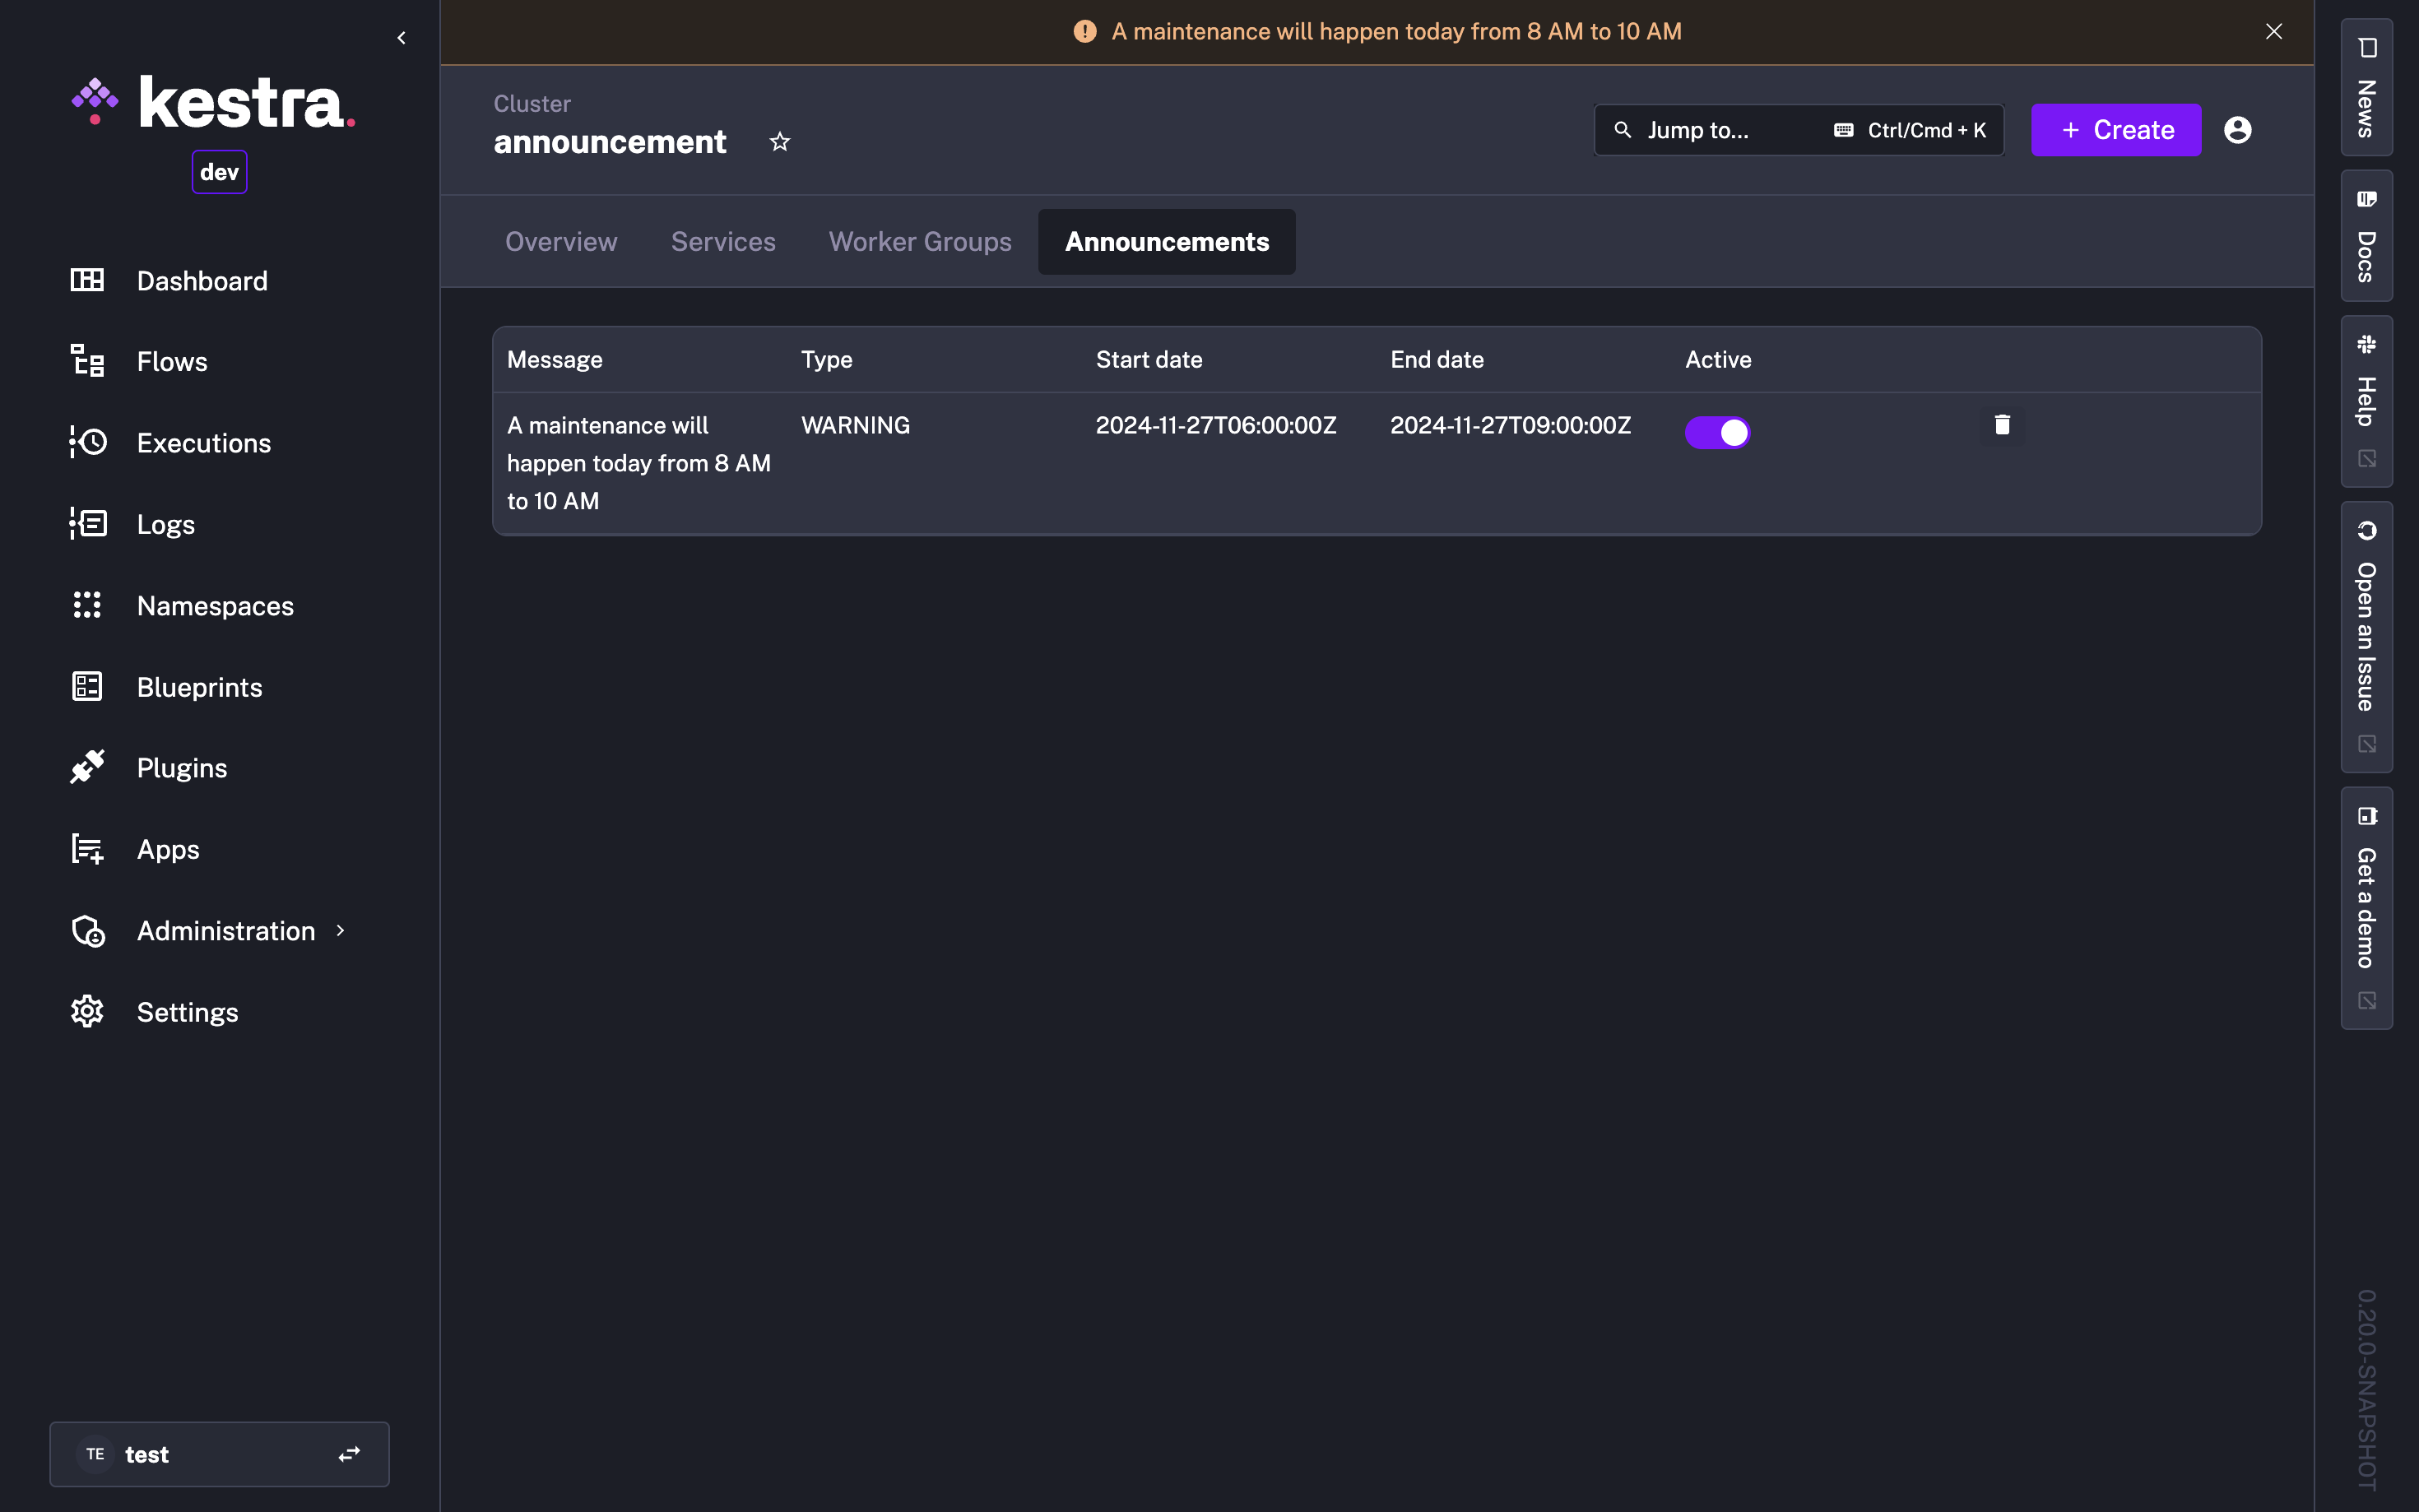 A maintenance will happen today from 8 AM to 10 AM
kestra.
dev
Dashboard
Flows
Executions
Logs
Namespaces
Blueprints
Plugins
Apps
Administration
Settings
TE test
Cluster
announcement
Jump to... Ctrl/Cmd + K
+ Create
Overview Services Worker Groups Announcements
Message Type Start date End date Active
A maintenance will WARNING 2024-11-27T06:00:00Z 2024-11-27T09:00:00Z
happen today from 8 AM
to 10 AM
News
Docs
Help
Open an Issue
Get a demo
0.20.0-SNAPSHOT